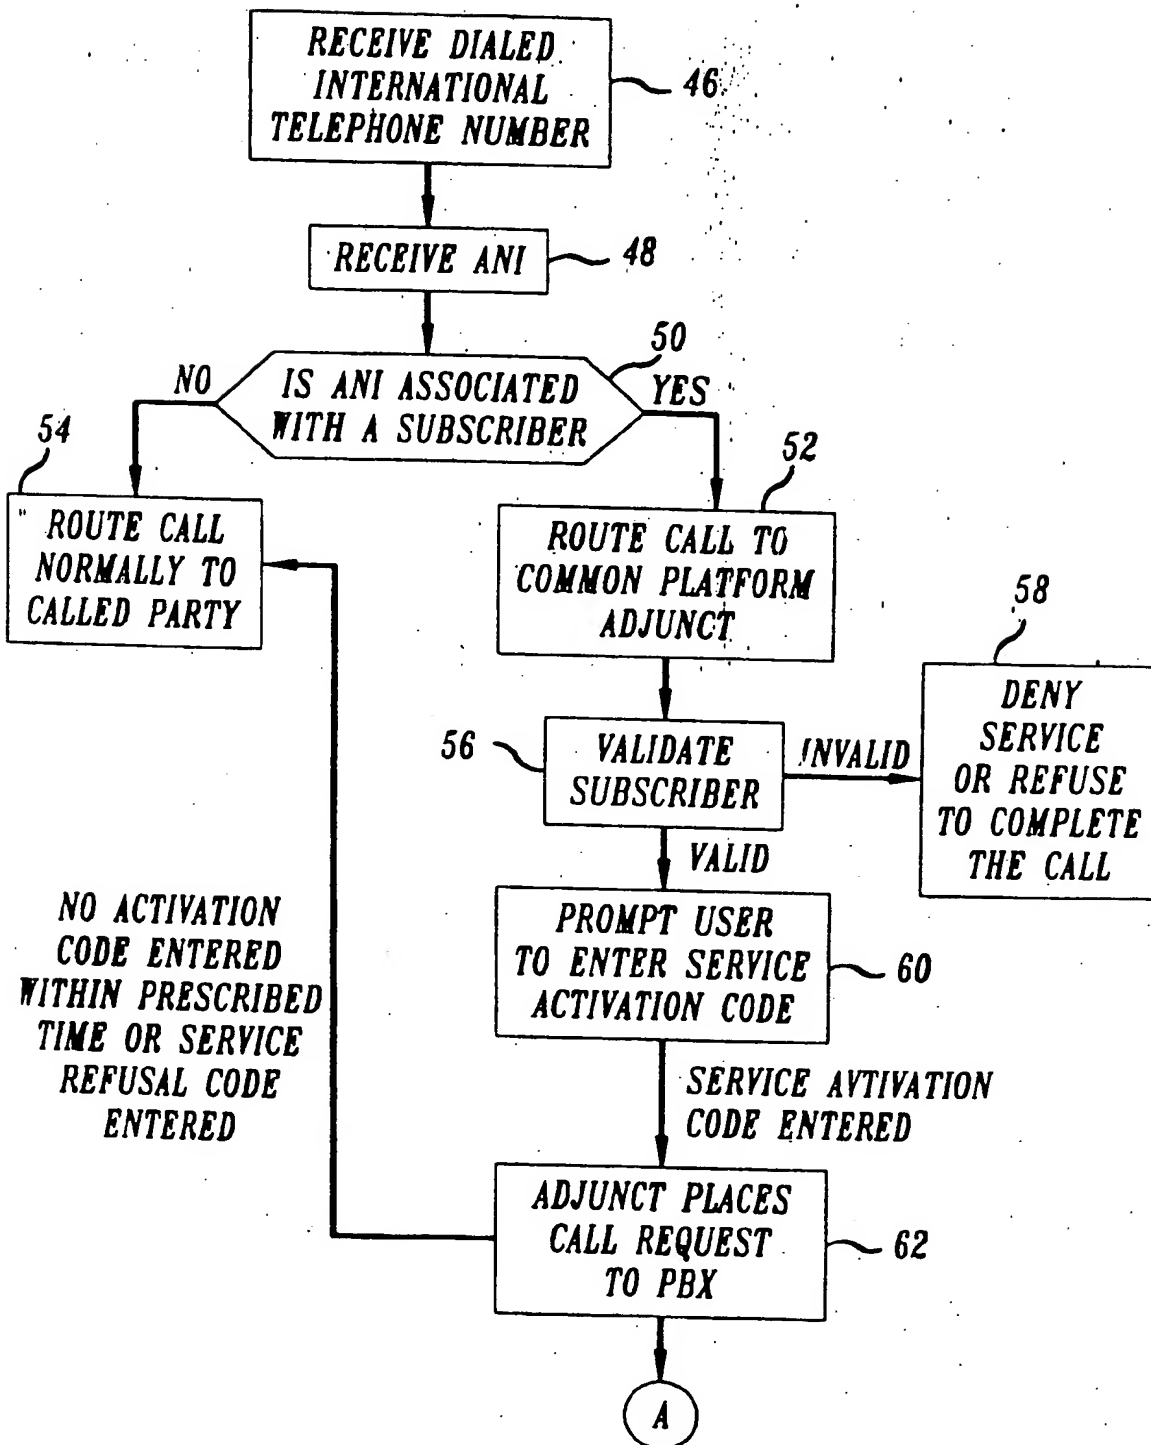 RECEIVE DIALED
INTERNATIONAL
TELEPHONE NUMBER
46
RECEIVE ANI
48
50
IS ANI ASSOCIATED
WITH A SUBSCRIBER
NO
YES
54
ROUTE CALL
NORMALLY TO
CALLED PARTY
52
ROUTE CALL TO
COMMON PLATFORM
ADJUNCT
58
DENY
SERVICE
OR REFUSE
TO COMPLETE
THE CALL
56
VALIDATE
SUBSCRIBER
INVALID
VALID
PROMPT USER
TO ENTER SERVICE
ACTIVATION CODE
60
NO ACTIVATION
CODE ENTERED
WITHIN PRESCRIBED
TIME OR SERVICE
REFUSAL CODE
ENTERED
SERVICE AVTIVATION
CODE ENTERED
ADJUNCT PLACES
CALL REQUEST
TO PBX
62
A